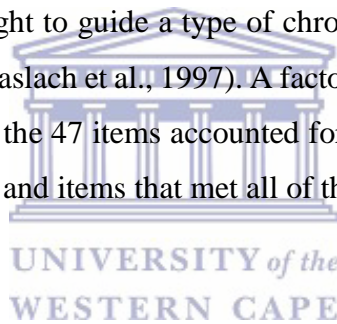 ght to guide a type of chro
aslach et al., 1997). A facto
the 47 items accounted for
and items that met all of th
UNIVERSITY of the
WESTERN CAPE